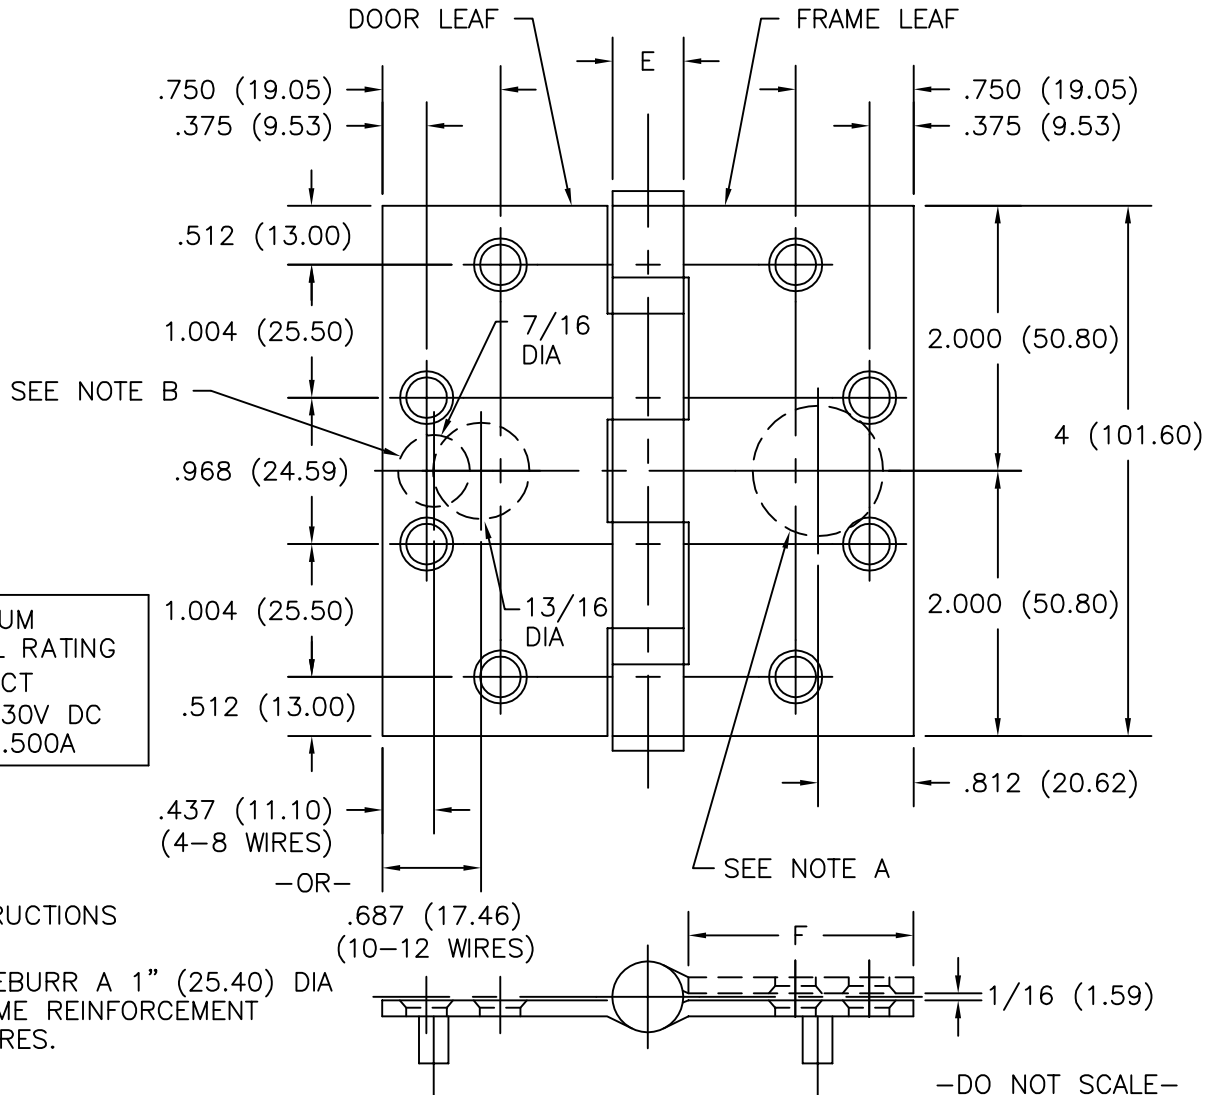 DOOR LEAF
FRAME LEAF
E
.750 (19.05)
.375 (9.53)
.750 (19.05)
.375 (9.53)
.512 (13.00)
1.004 (25.50)
7/16
DIA
2.000 (50.80)
SEE NOTE B
4 (101.60)
.968 (24.59)
1.004 (25.50)
13/16
DIA
2.000 (50.80)
UM
RATING
CT
30V DC
.500A
.512 (13.00)
.812 (20.62)
.437 (11.10)
(4-8 WIRES)
SEE NOTE A
-OR-
.687 (17.46)
(10-12 WIRES)
F
RUCTIONS
EBURR A 1" (25.40) DIA
ME REINFORCEMENT
RES.
1/16 (1.59)
-DO NOT SCALE-